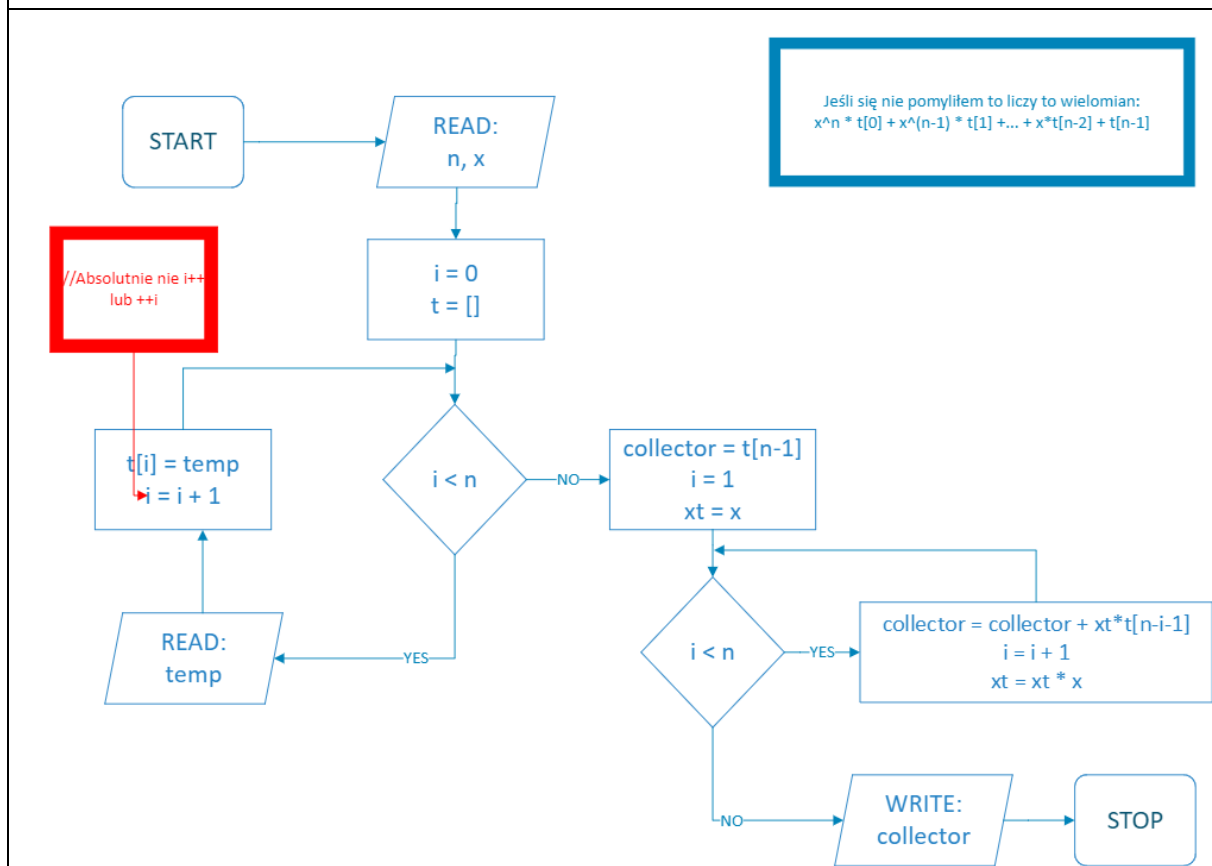 Jeśli się nie pomyliłem to liczy to wielomian:
x^n * t[0] + x^(n-1) * t[1] +... + x*t[n-2] + t[n-1]
START
READ:
n, x
//Absolutnie nie i++
lub ++i
i = 0
t = []
t[i] = temp
i = i + 1
i < n
NO
collector = t[n-1]
i = 1
xt = x
READ:
temp
YES
i < n
YES
collector = collector + xt*t[n-i-1]
i = i + 1
xt = xt * x
NO
WRITE:
collector
STOP